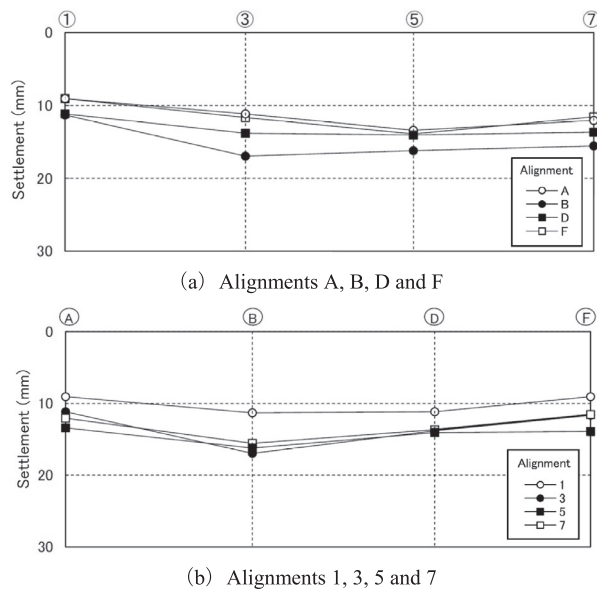 ① ③ ⑤ ⑦
0
10
20
30
Settlement (mm)
Alignment
A
B
D
F
(a) Alignments A, B, D and F
Ⓐ Ⓑ Ⓓ Ⓕ
0
10
20
30
Settlement (mm)
Alignment
1
3
5
7
(b) Alignments 1, 3, 5 and 7